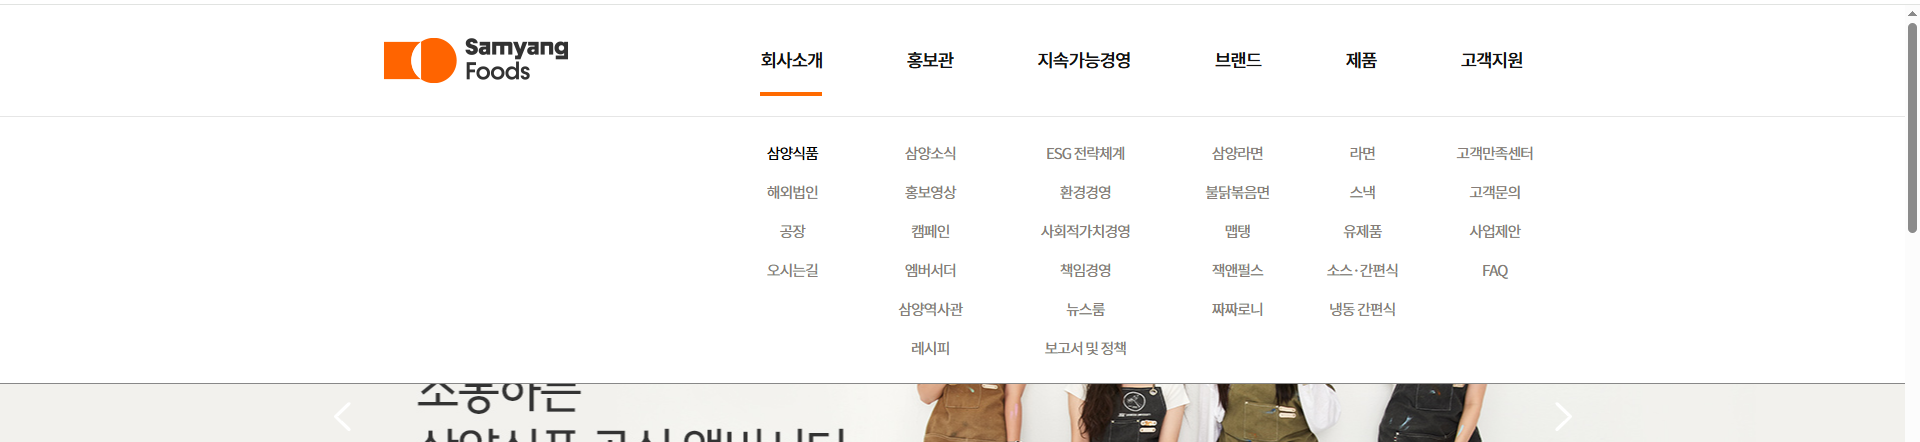 Samyang
Foods
회사소개
홍보관
지속가능경영
브랜드
제품
고객지원
삼양식품
해외법인
공장
오시는길
삼양소식
홍보영상
캠페인
엠버서더
삼양역사관
레시피
ESG 전략체계
환경경영
사회적가치경영
책임경영
뉴스룸
보고서 및 정책
삼양라면
불닭볶음면
맵탱
잭앤펄스
짜짜로니
라면
스낵
유제품
소스·간편식
냉동 간편식
고객만족센터
고객문의
사업제안
FAQ
소통하는